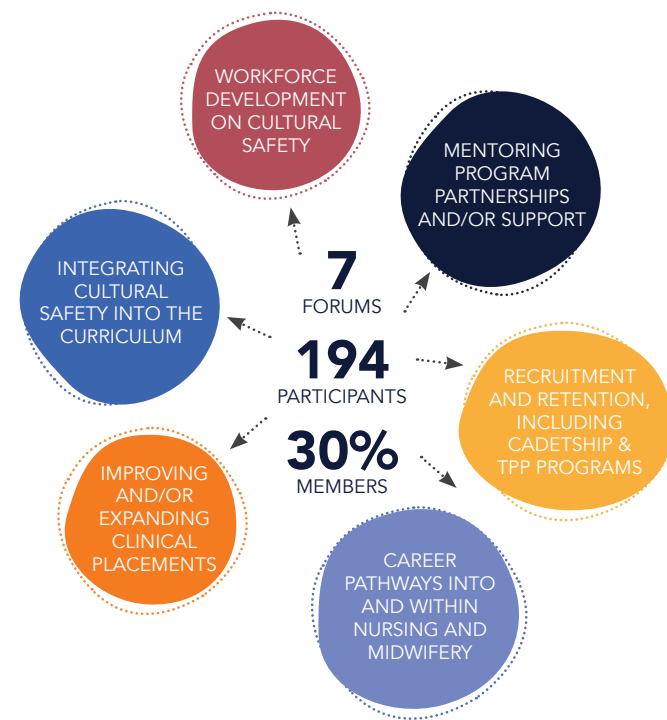 WORKFORCE
DEVELOPMENT
ON CULTURAL
SAFETY
MENTORING
PROGRAM
PARTNERSHIPS
AND/OR SUPPORT
INTEGRATING
CULTURAL
SAFETY INTO THE
CURRICULUM
7
FORUMS
194
PARTICIPANTS
30%
MEMBERS
RECRUITMENT
AND RETENTION,
INCLUDING
CADETSHIP &
TPP PROGRAMS
IMPROVING
AND/OR
EXPANDING
CLINICAL
PLACEMENTS
CAREER
PATHWAYS INTO
AND WITHIN
NURSING AND
MIDWIFERY